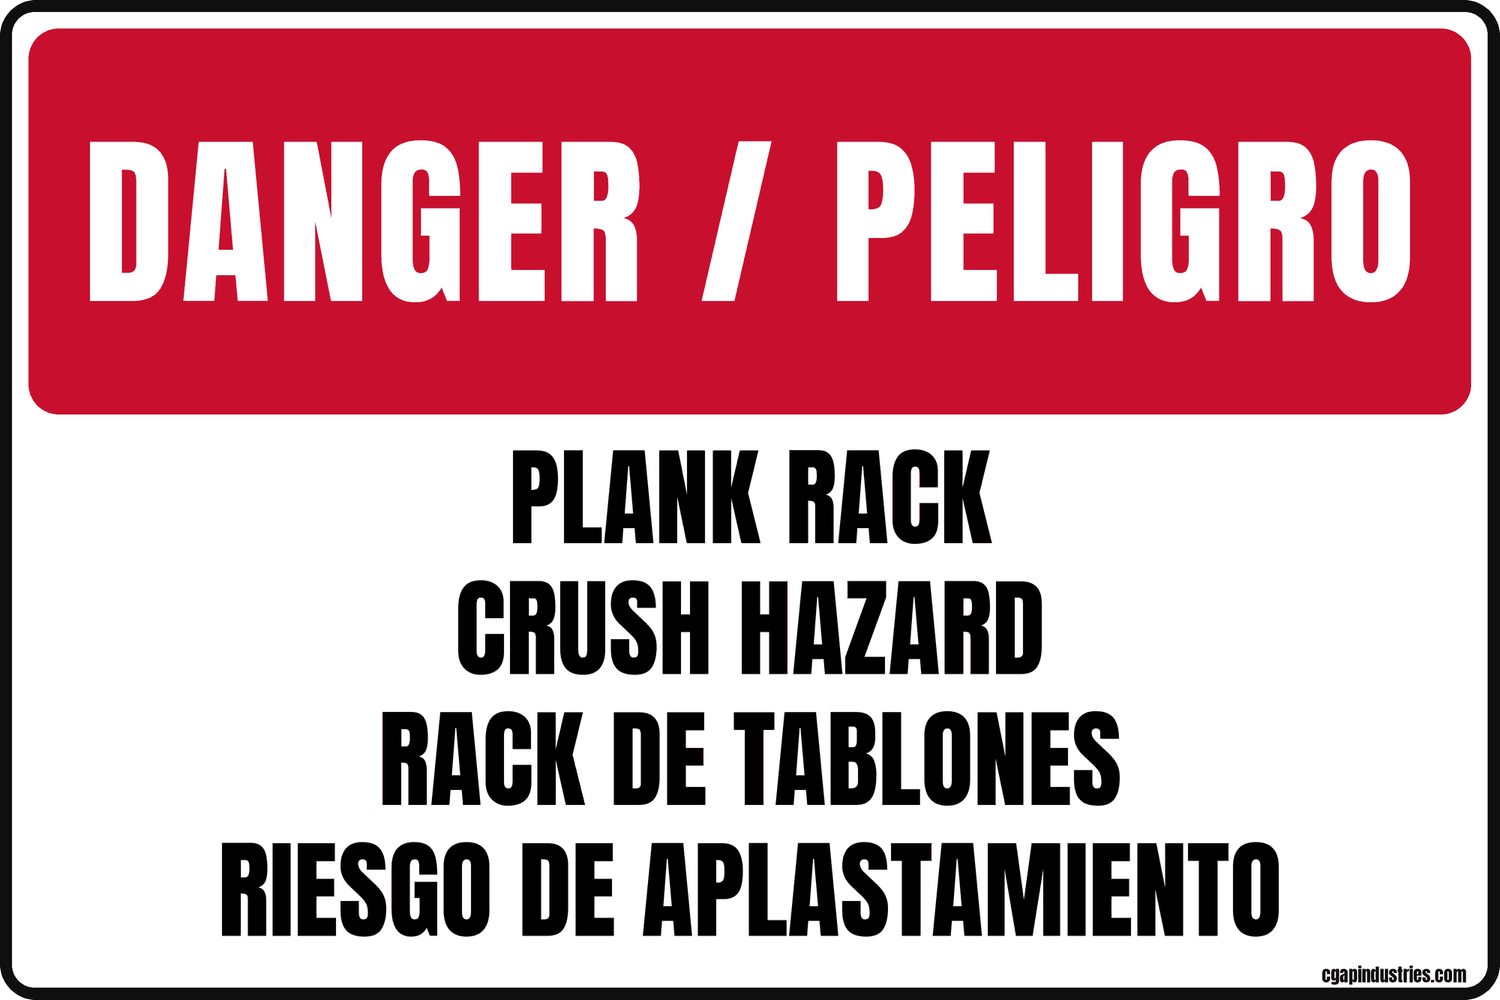 DANGER / PELIGRO
PLANK RACK
CRUSH HAZARD
RACK DE TABLONES
RIESGO DE APLASTAMIENTO
cgapindustries.com